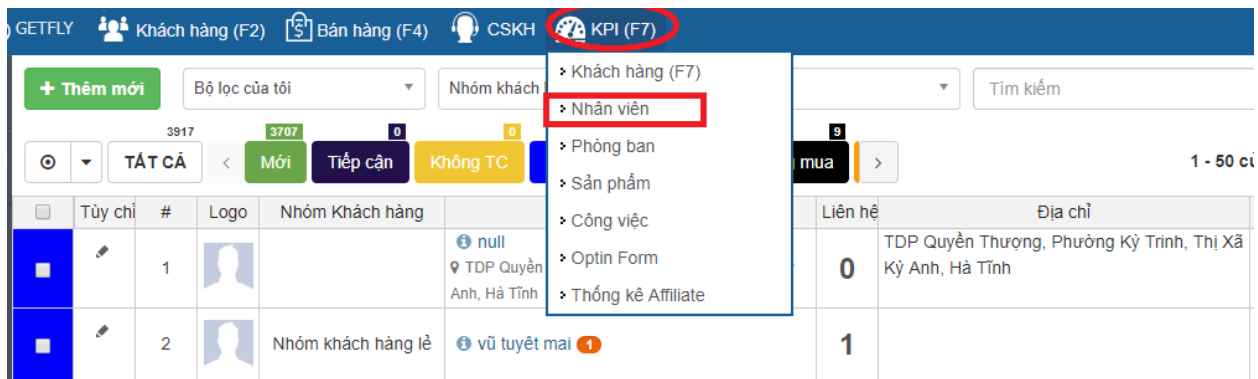 GETFLY Khách hàng (F2) Bán hàng (F4) CSKH KPI (F7)
Khách hàng (F7)
Thêm mới Bộ lọc của tôi Nhóm khách Tìm kiếm
Nhân viên
3917 3707 0 0 9
Phòng ban
TẤT CẢ Mới Tiếp cận Không TC mua 1 - 50 củ
Sản phẩm
Tùy chỉ # Logo Nhóm Khách hàng Liên hệ Địa chỉ
Công việc
null TDP Quyền Thượng, Phường Kỳ Trinh, Thị Xã
1 TDP Quyền 0 Kỳ Anh, Hà Tĩnh
Optin Form
Anh, Hà Tĩnh
Thống kê Affiliate
2 Nhóm khách hàng lẻ vũ tuyêt mai 1 1